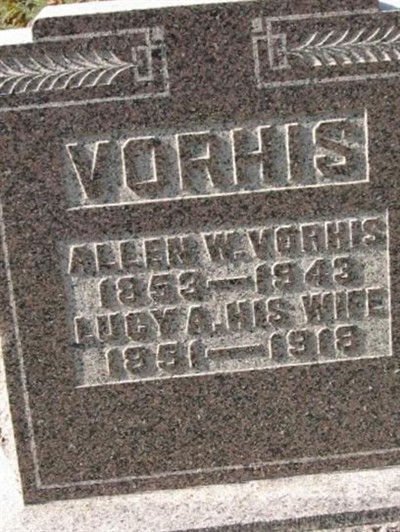 VORHIS
ALLEN W. VORHIS
1853—1943
LUCY A. HIS WIFE
1851—1918